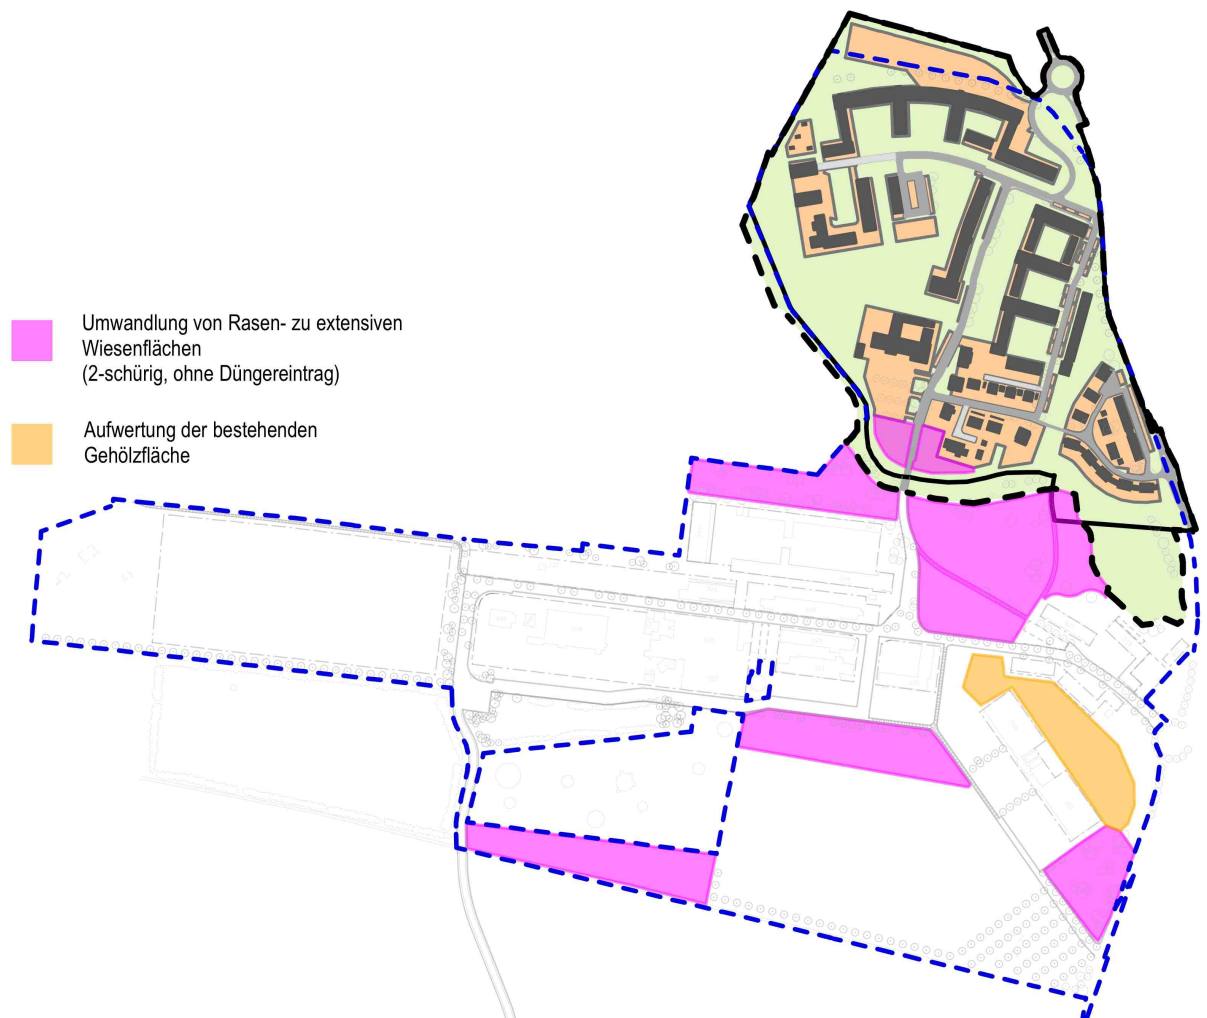 Umwandlung von Rasen- zu extensiven
Wiesenflächen
(2-schürig, ohne Düngereintrag)
Aufwertung der bestehenden
Gehölzfläche